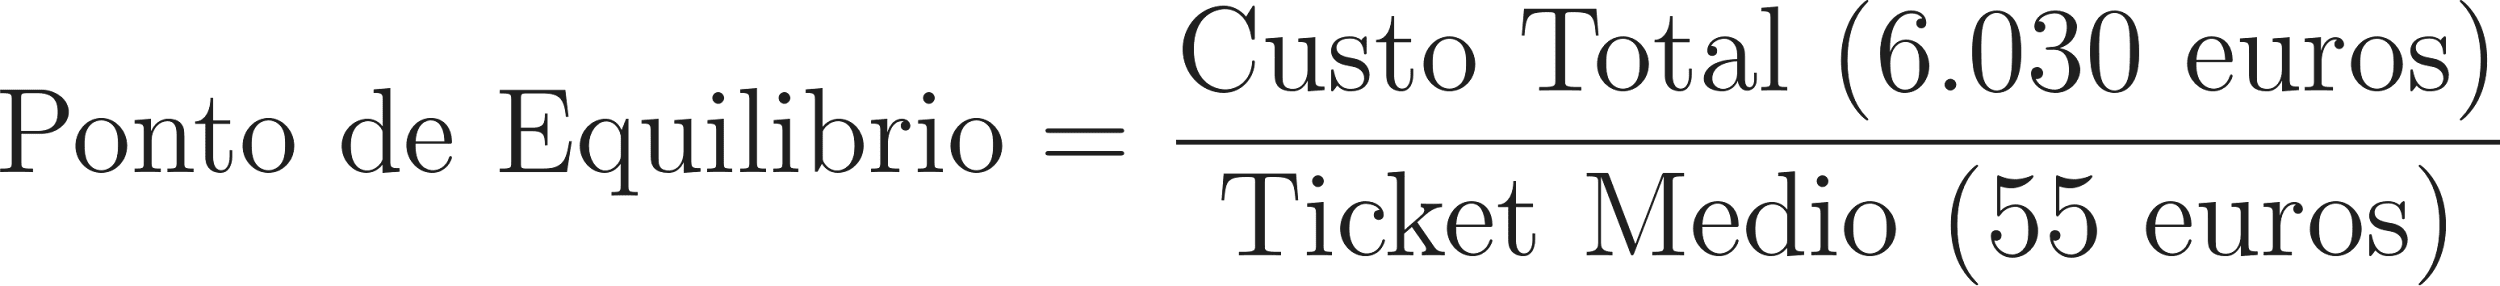 Ponto de Equilibrio = Custo Total (6.030 euros)
Ticket Medio (55 euros)